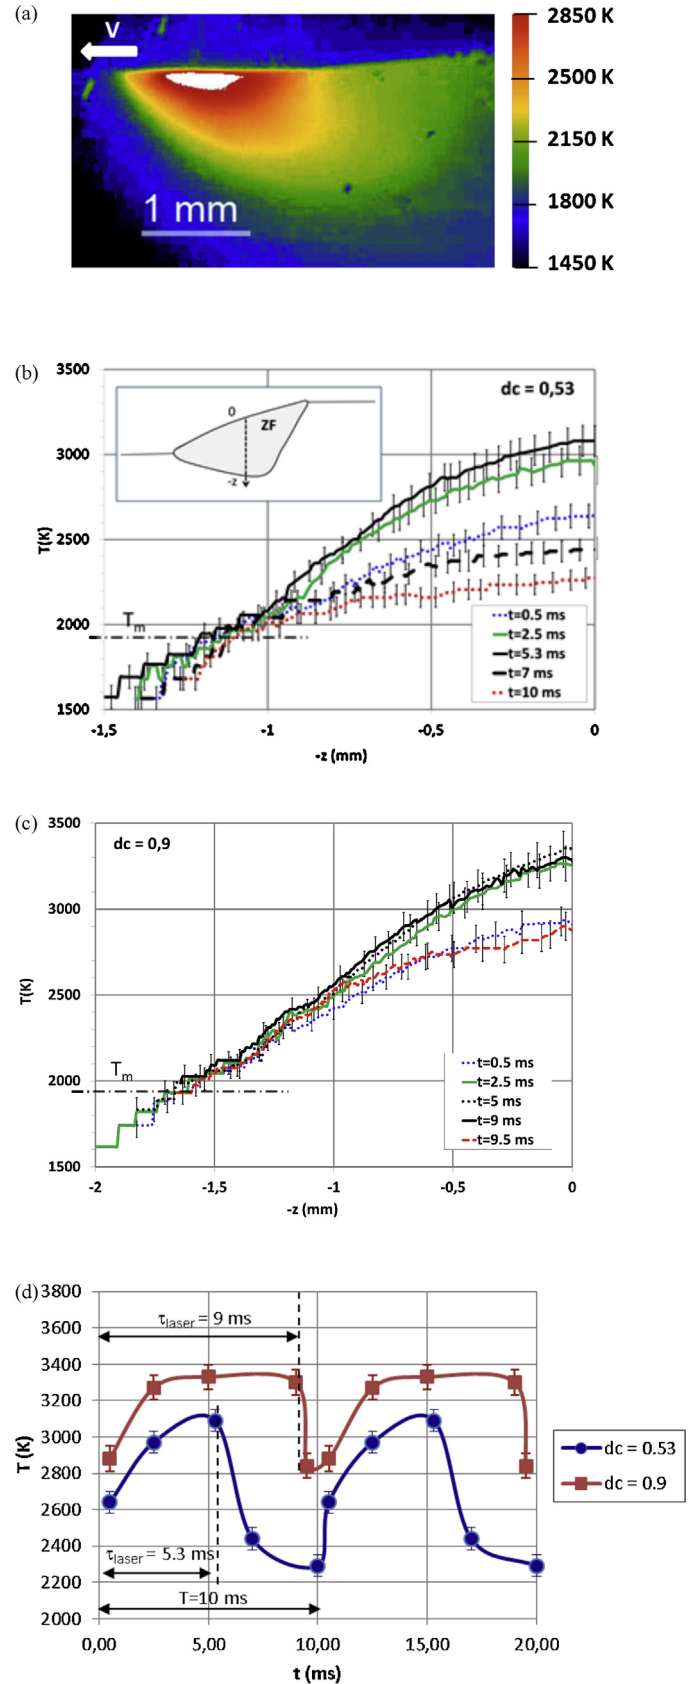 (a)
V
1 mm
2850 K
2500 K
2150 K
1800 K
1450 K
(b)
3500
3000
2500
2000
1500
T(K)
dc = 0,53
0
ZF
-z
Tm
t=0.5 ms
t=2.5 ms
t=5.3 ms
t=7 ms
t=10 ms
-1,5
-1
-0,5
0
-z (mm)
(c)
3500
3000
2500
2000
1500
T(K)
dc = 0,9
Tm
t=0.5 ms
t=2.5 ms
t=5 ms
t=9 ms
t=9.5 ms
-2
-1,5
-1
-0,5
0
-z (mm)
(d)
3800
3600
3400
3200
3000
2800
2600
2400
2200
2000
T (K)
τlaser = 9 ms
τlaser = 5.3 ms
T=10 ms
dc = 0.53
dc = 0.9
0,00
5,00
10,00
15,00
20,00
t (ms)